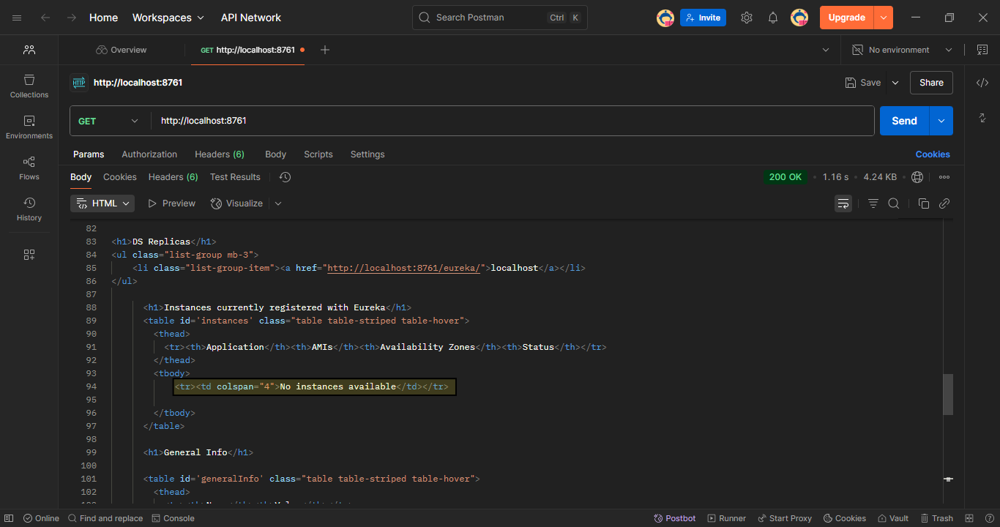 Home Workspaces API Network Search Postman Ctrl K Invite Upgrade
Overview GET http://localhost:8761 No environment
HTTP http://localhost:8761 Save Share
Collections
GET http://localhost:8761 Send
Environments
Params Authorization Headers (6) Body Scripts Settings Cookies
Flows
Body Cookies Headers (6) Test Results 200 OK • 1.16 s • 4.24 KB
HTML Preview Visualize
History
82
83 <h1>DS Replicas</h1>
84 <ul class="list-group mb-3">
85 <li class="list-group-item"><a href="http://localhost:8761/eureka/">localhost</a></li>
86 </ul>
87
88 <h1>Instances currently registered with Eureka</h1>
89 <table id='instances' class="table table-striped table-hover">
90 <thead>
91 <tr><th>Application</th><th>AMIs</th><th>Availability Zones</th><th>Status</th></tr>
92 </thead>
93 <tbody>
94 <tr><td colspan="4">No instances available</td></tr>
95
96 </tbody>
97 </table>
98
99 <h1>General Info</h1>
100
101 <table id='generalInfo' class="table table-striped table-hover">
102 <thead>
Online Find and replace Console Postbot Runner Start Proxy Cookies Vault Trash